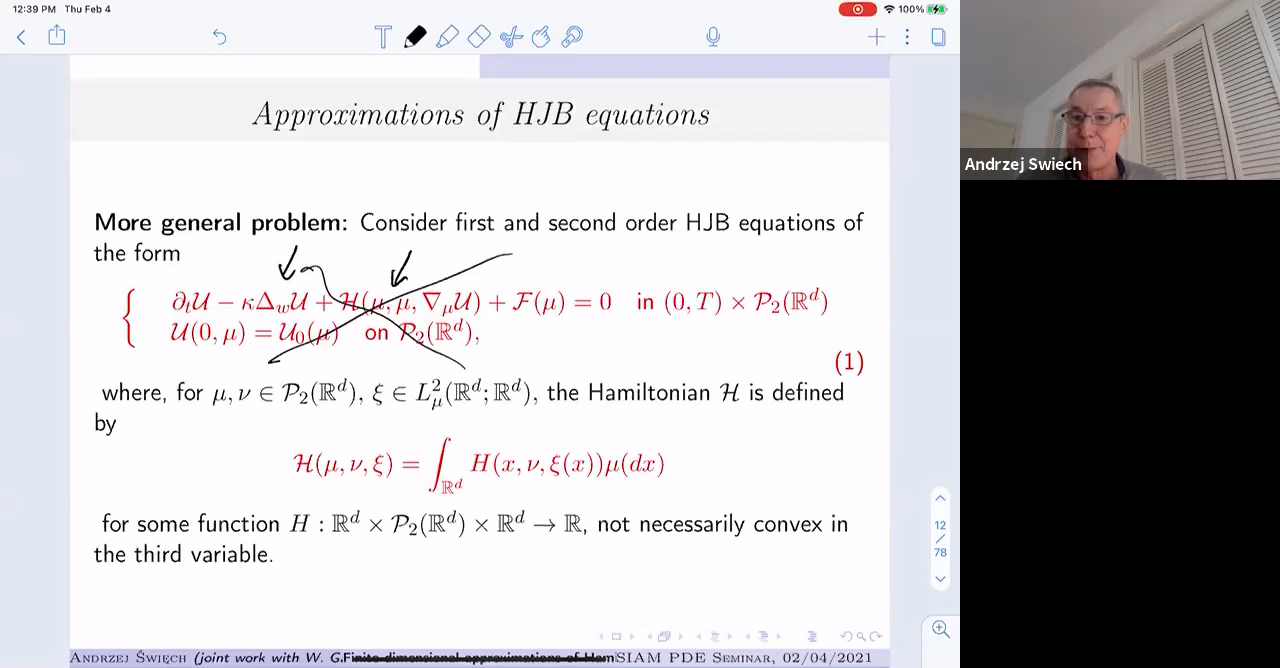 12:39 PM Thu Feb 4
100%
Approximations of HJB equations
Andrzej Swiech
More general problem: Consider first and second order HJB equations of
the form
{ ∂ₜ𝒰 − κΔ_w𝒰 + ℋ(μ, μ, ∇_μ𝒰) + ℱ(μ) = 0 in (0, T) × 𝒫₂(ℝᵈ)
𝒰(0, μ) = 𝒰₀(μ) on 𝒫₂(ℝᵈ),
(1)
where, for μ, ν ∈ 𝒫₂(ℝᵈ), ξ ∈ L²_μ(ℝᵈ; ℝᵈ), the Hamiltonian ℋ is defined
by
ℋ(μ, ν, ξ) = ∫_{ℝᵈ} H(x, ν, ξ(x))μ(dx)
for some function H : ℝᵈ × 𝒫₂(ℝᵈ) × ℝᵈ → ℝ, not necessarily convex in
the third variable.
12
/
78
ANDRZEJ ŚWIĘCH (joint work with W. G.Finite dimensional approximations of HamSIAM PDE SEMINAR, 02/04/2021